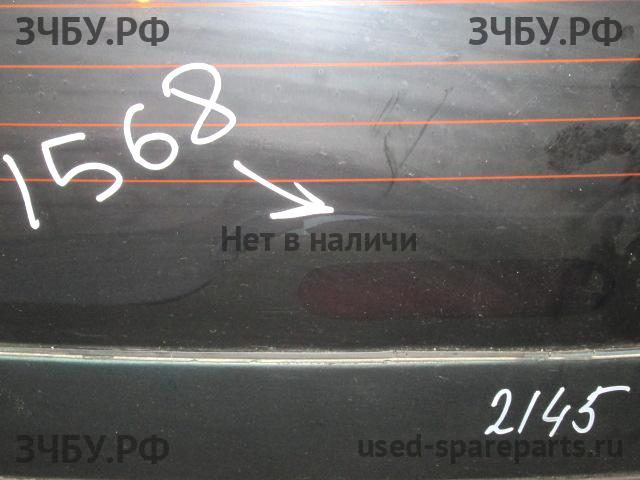 ЗЧБУ.РФ ЗЧБУ.РФ
1568
Нет в наличи
2145
ЗЧБУ.РФ used-spareparts.ru